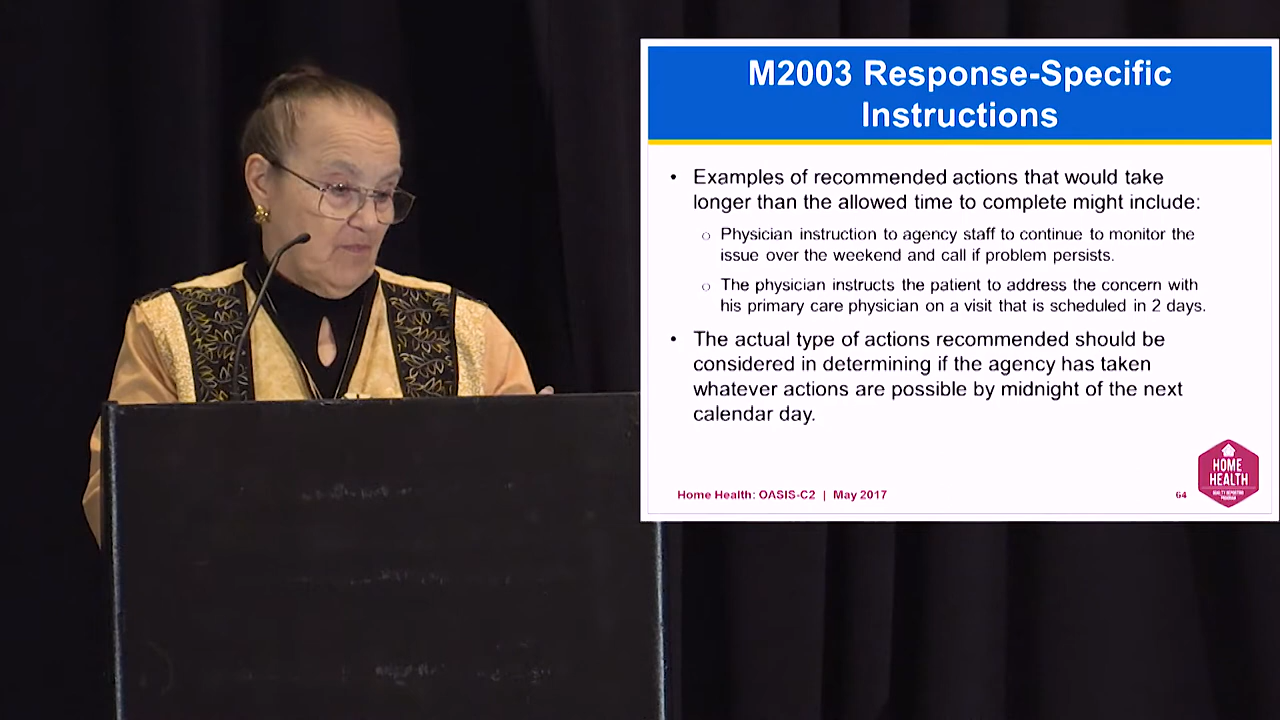 M2003 Response-Specific
Instructions
• Examples of recommended actions that would take
longer than the allowed time to complete might include:
○ Physician instruction to agency staff to continue to monitor the
issue over the weekend and call if problem persists.
○ The physician instructs the patient to address the concern with
his primary care physician on a visit that is scheduled in 2 days.
• The actual type of actions recommended should be
considered in determining if the agency has taken
whatever actions are possible by midnight of the next
calendar day.
HOME
HEALTH
QUALITY REPORTING
PROGRAM
Home Health: OASIS-C2 | May 2017
64